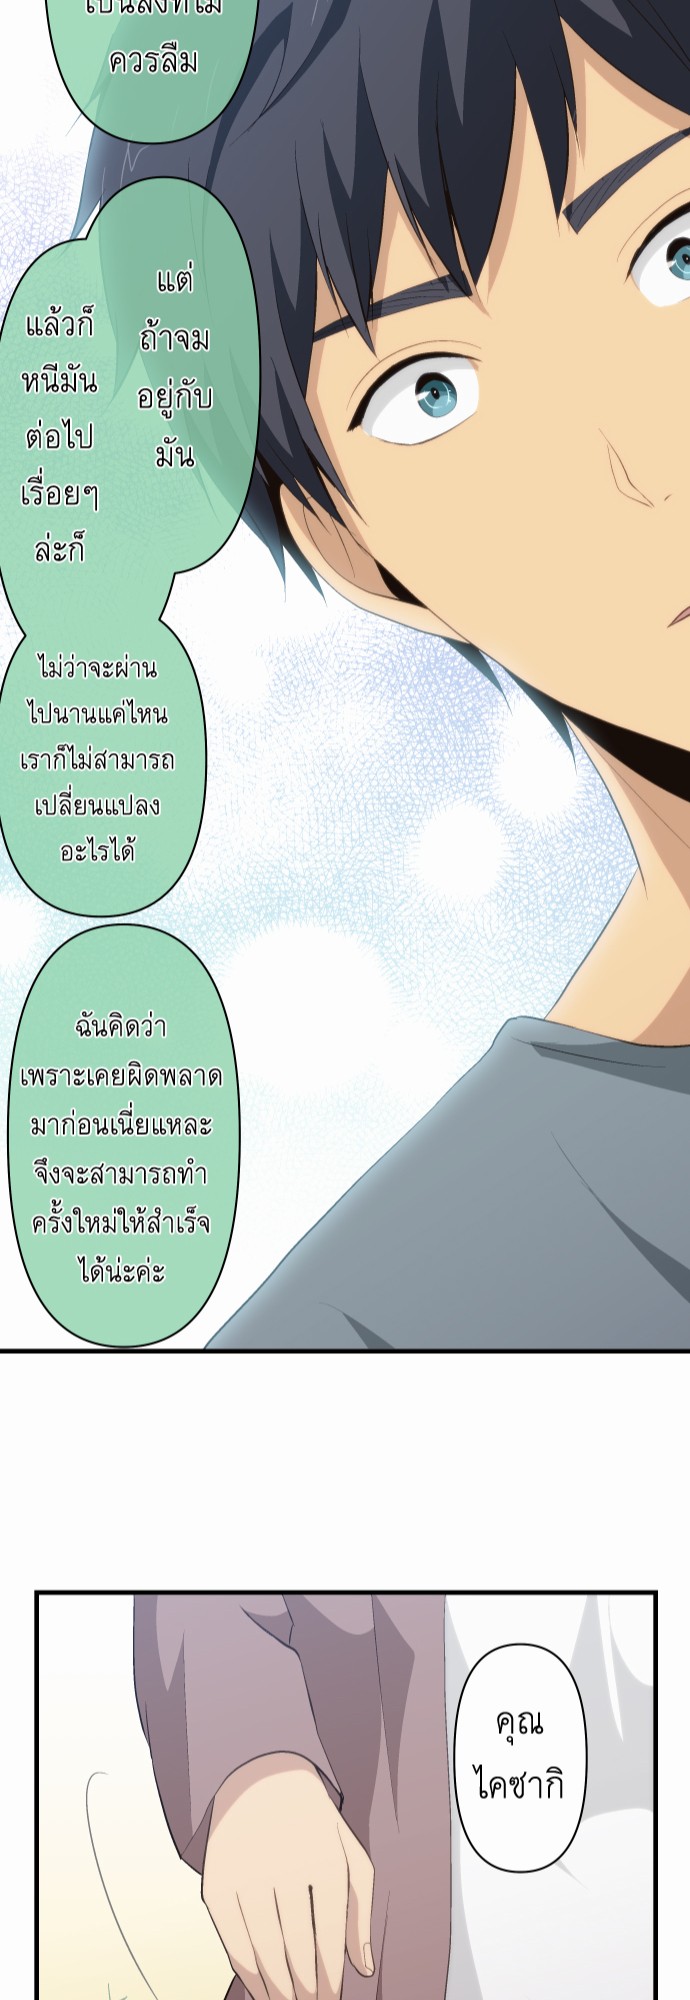 เป็นสิ่งที่ไม่
ควรลืม
แต่
ถ้าจม
อยู่กับ
มัน
แล้วก็
หนีมัน
ต่อไป
เรื่อยๆ
ล่ะก็
ไม่ว่าจะผ่าน
ไปนานแค่ไหน
เราก็ไม่สามารถ
เปลี่ยนแปลง
อะไรได้
ฉันคิดว่า
เพราะเคยผิดพลาด
มาก่อนเนี่ยแหละ
จึงจะสามารถทำ
ครั้งใหม่ให้สำเร็จ
ได้น่ะค่ะ
คุณ
ไคซากิ